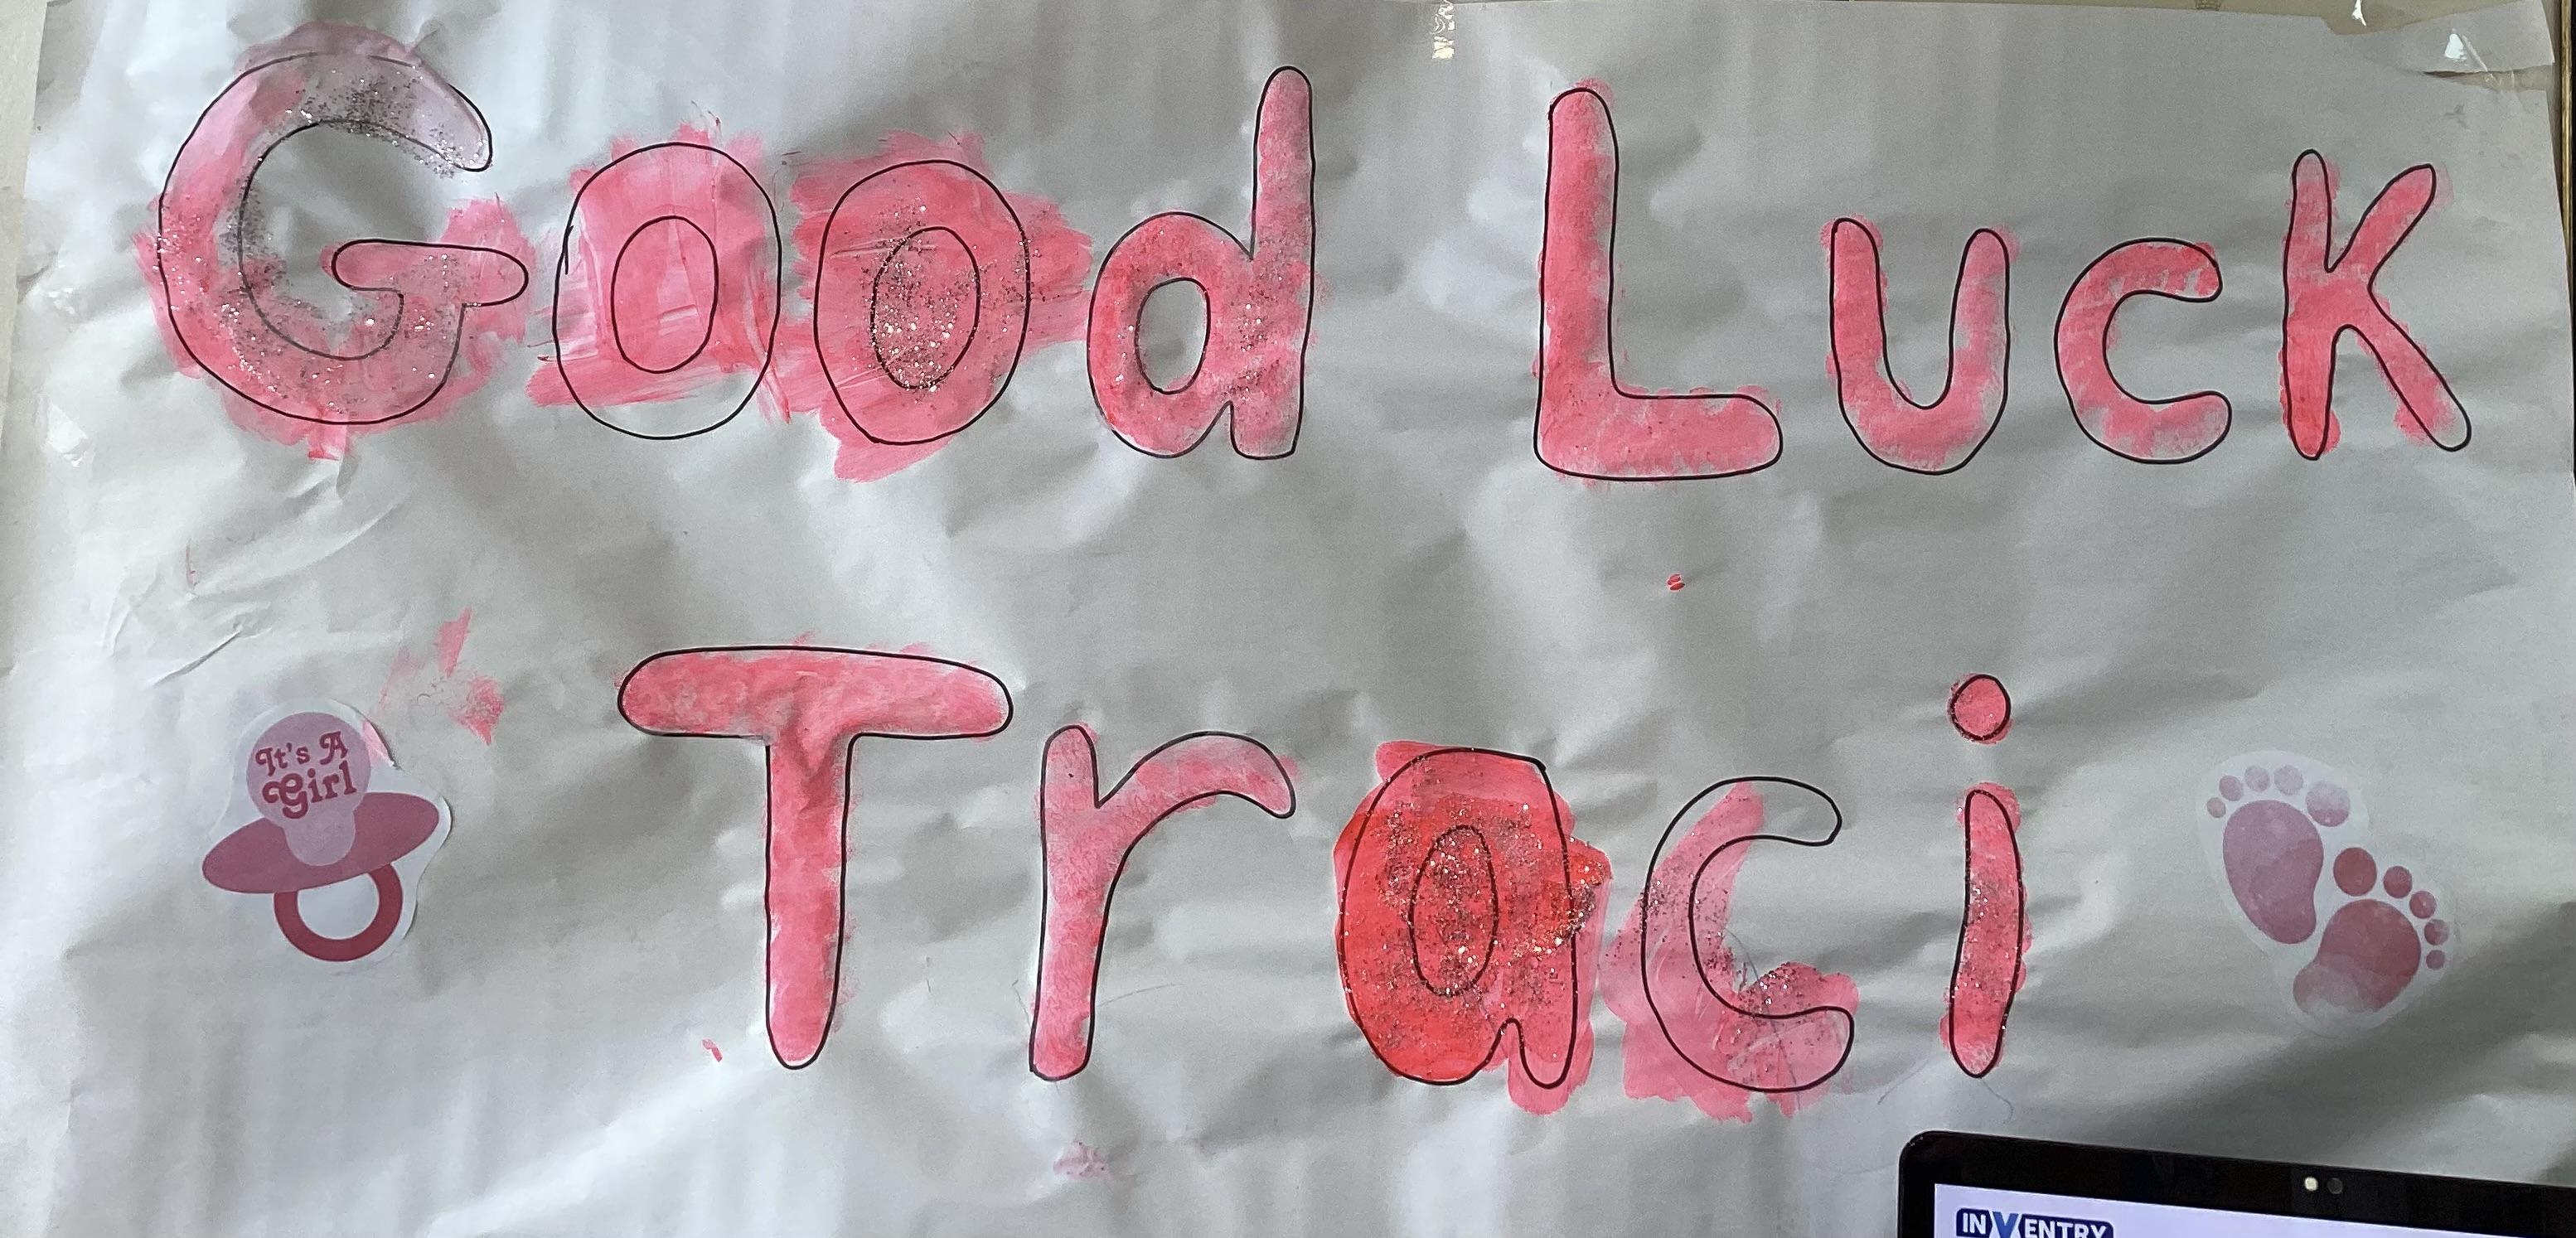 Good Luck
It's A
Girl
Traci
INVENTRY